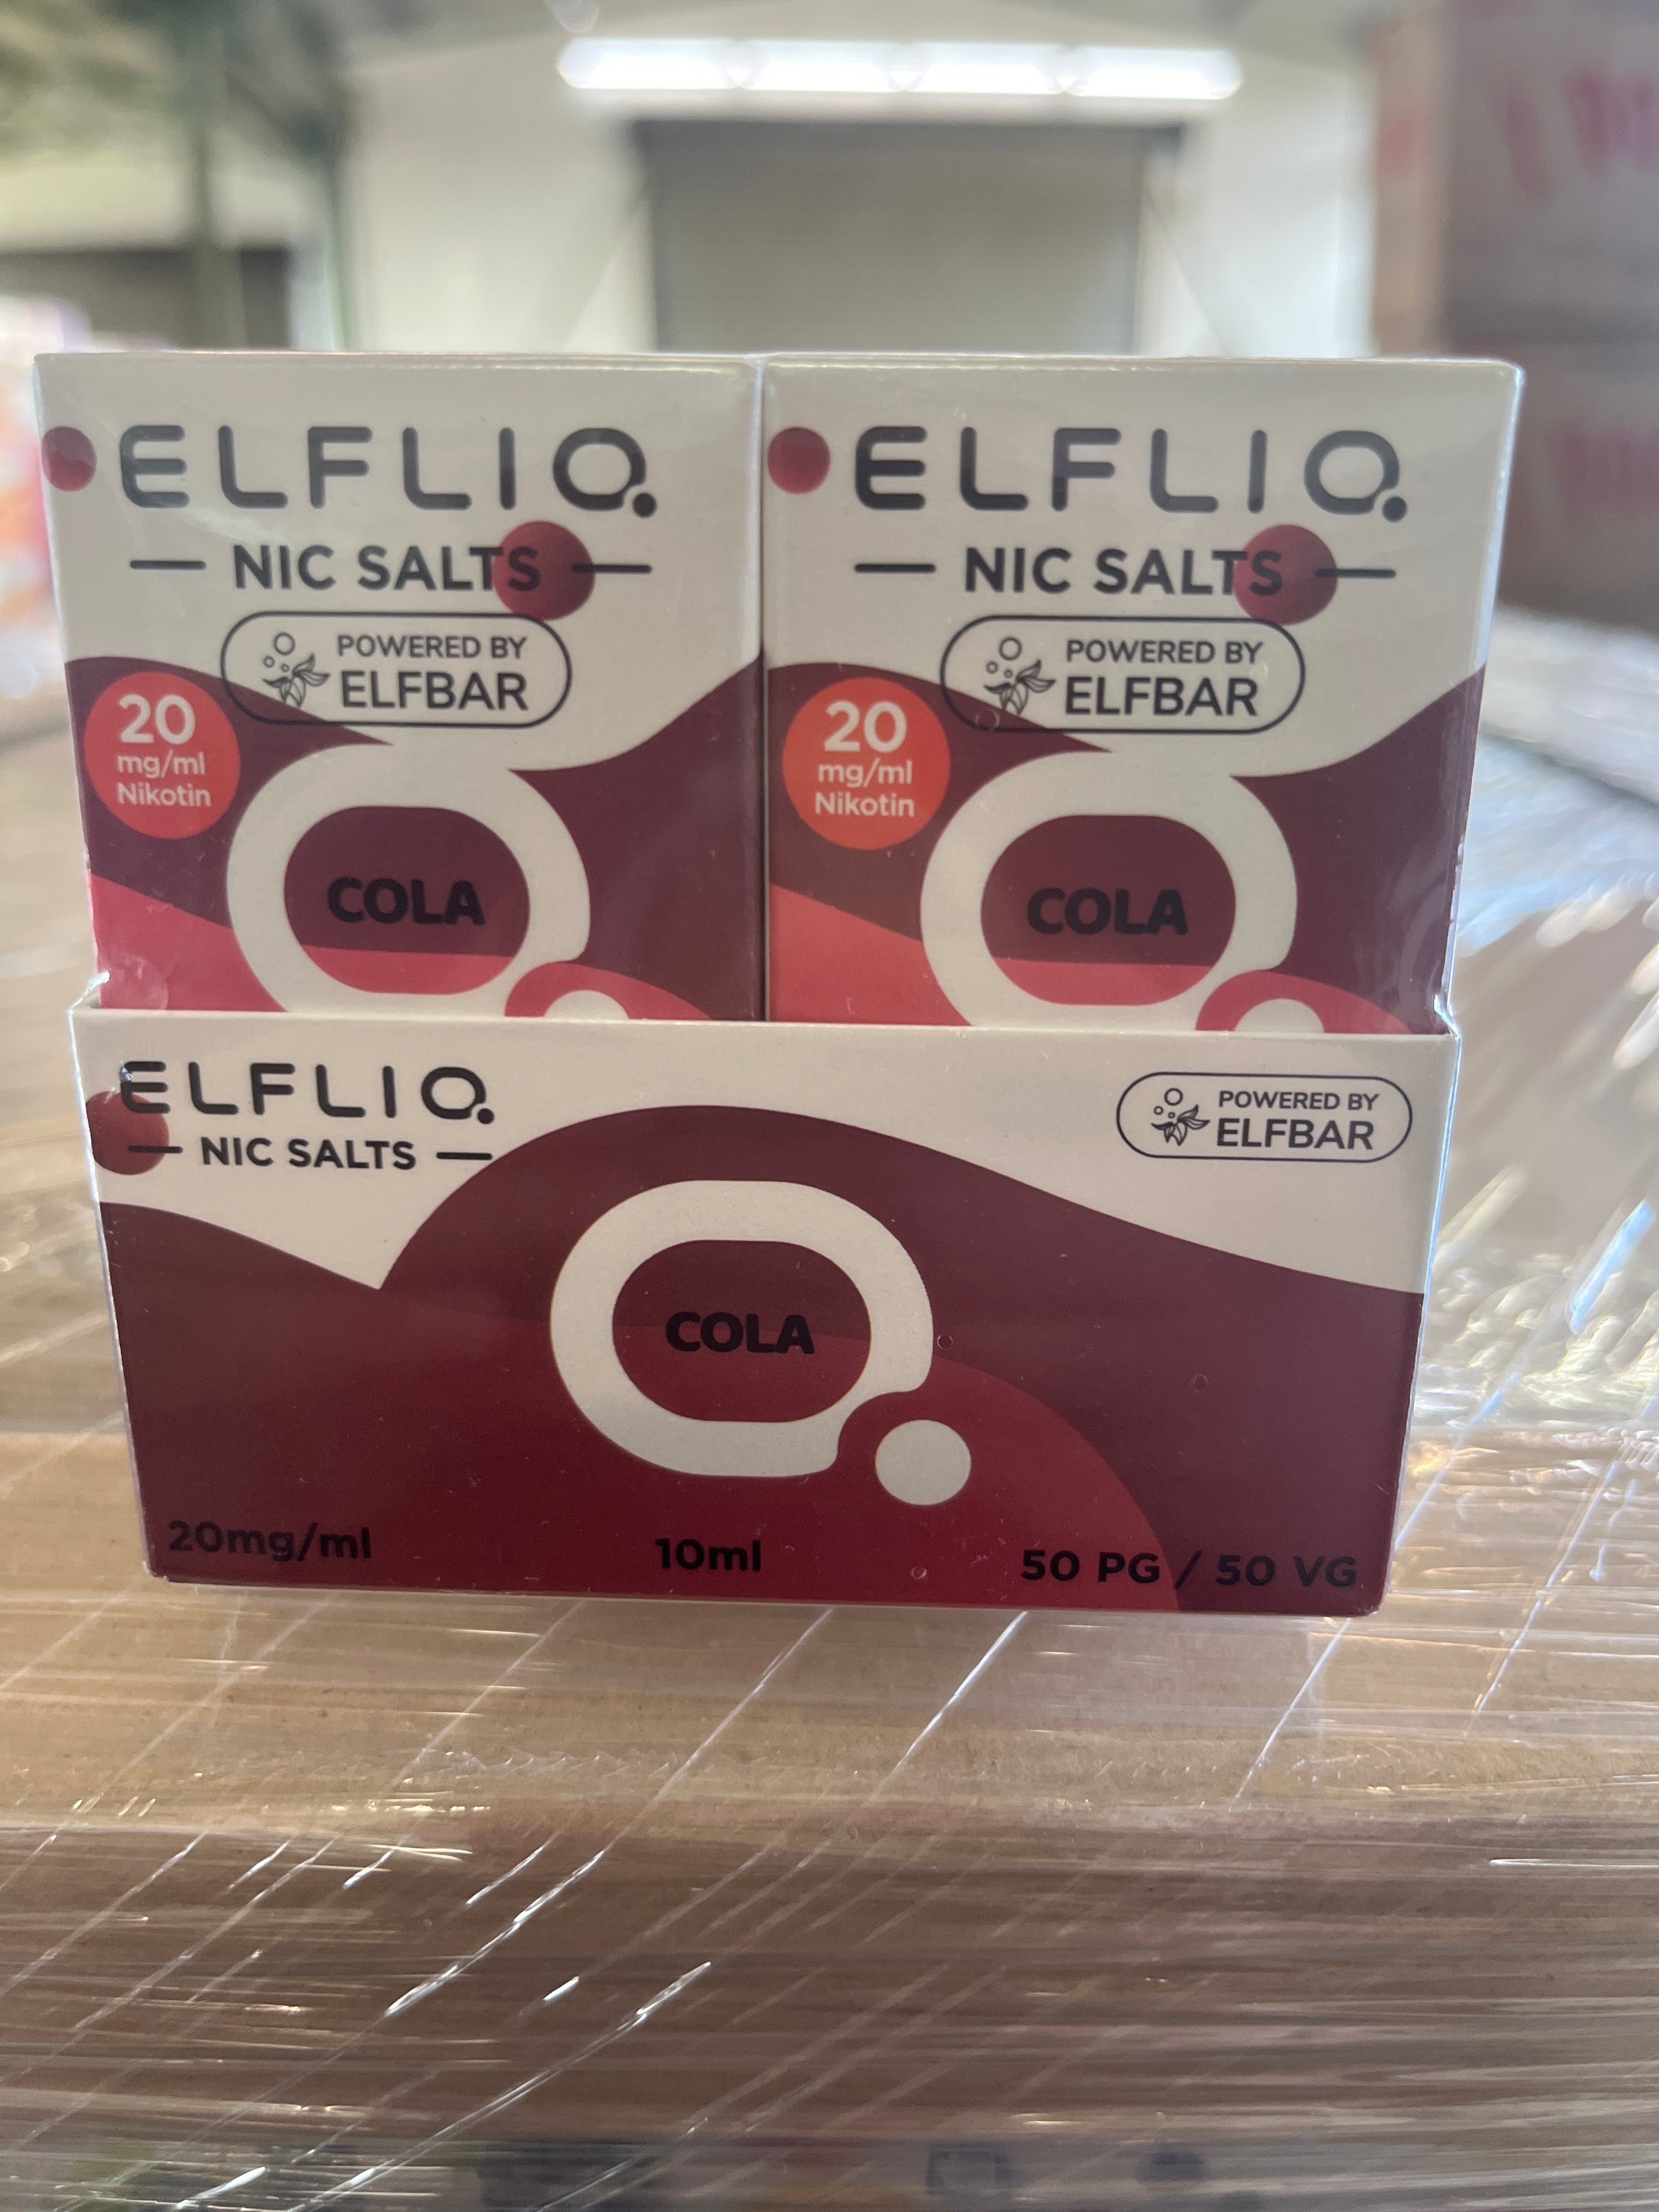 ELFLIQ
NIC SALTS
POWERED BY
ELFBAR
20
mg/ml
Nikotin
COLA
ELFLIQ
NIC SALTS
POWERED BY
ELFBAR
20
mg/ml
Nikotin
COLA
ELFLIQ
NIC SALTS
POWERED BY
ELFBAR
COLA
20mg/ml
10ml
50 PG / 50 VG